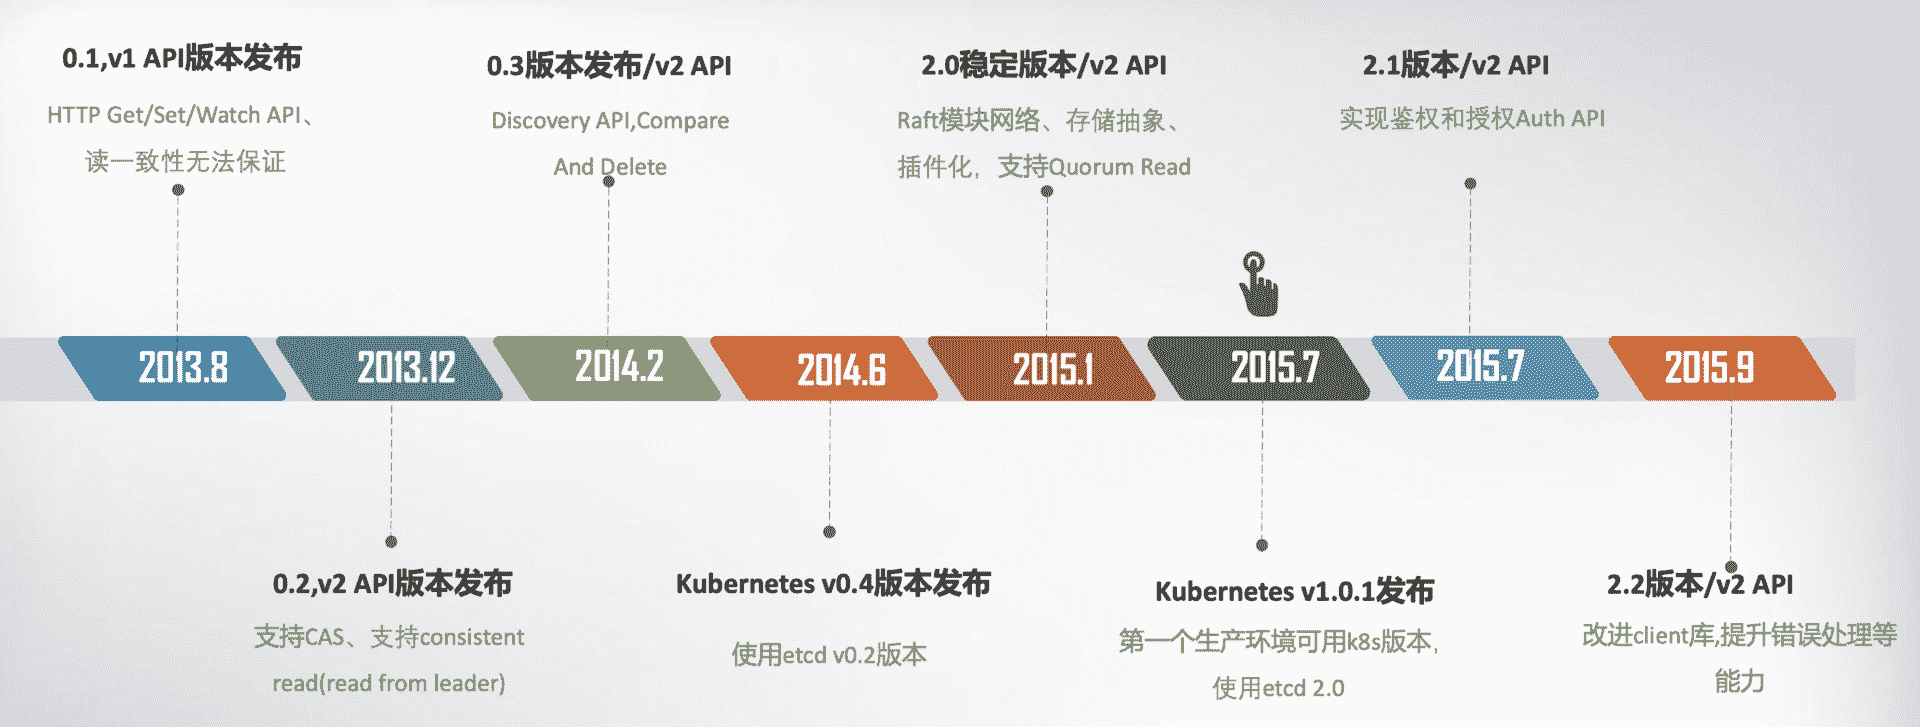 0.1,v1 API版本发布
HTTP Get/Set/Watch API、
读一致性无法保证
0.3版本发布/v2 API
Discovery API,Compare
And Delete
2.0稳定版本/v2 API
Raft模块网络、存储抽象、
插件化，支持Quorum Read
2.1版本/v2 API
实现鉴权和授权Auth API
2013.8
2013.12
2014.2
2014.6
2015.1
2015.7
2015.7
2015.9
0.2,v2 API版本发布
支持CAS、支持consistent
read(read from leader)
Kubernetes v0.4版本发布
使用etcd v0.2版本
Kubernetes v1.0.1发布
第一个生产环境可用k8s版本，
使用etcd 2.0
2.2版本/v2 API
改进client库,提升错误处理等
能力